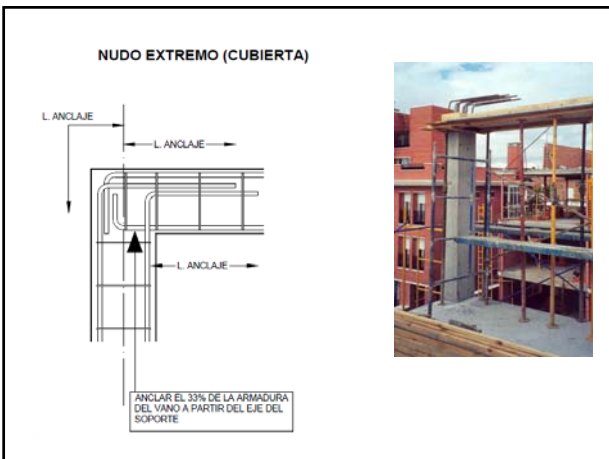 NUDO EXTREMO (CUBIERTA)
L. ANCLAJE
L. ANCLAJE
L. ANCLAJE
ANCLAR EL 33% DE LA ARMADURA
DEL VANO A PARTIR DEL EJE DEL
SOPORTE